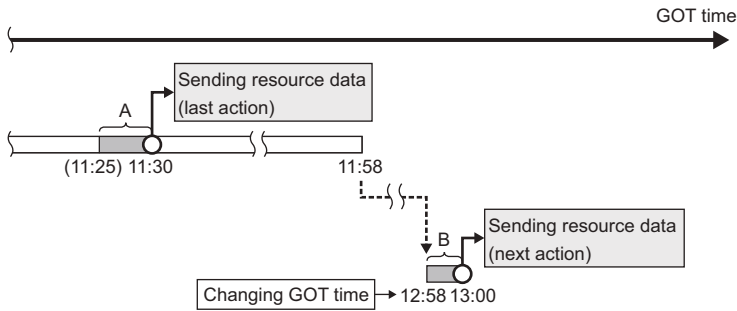 GOT time
Sending resource data
(last action)
A
(11:25) 11:30
11:58
Sending resource data
(next action)
B
Changing GOT time
12:58 13:00